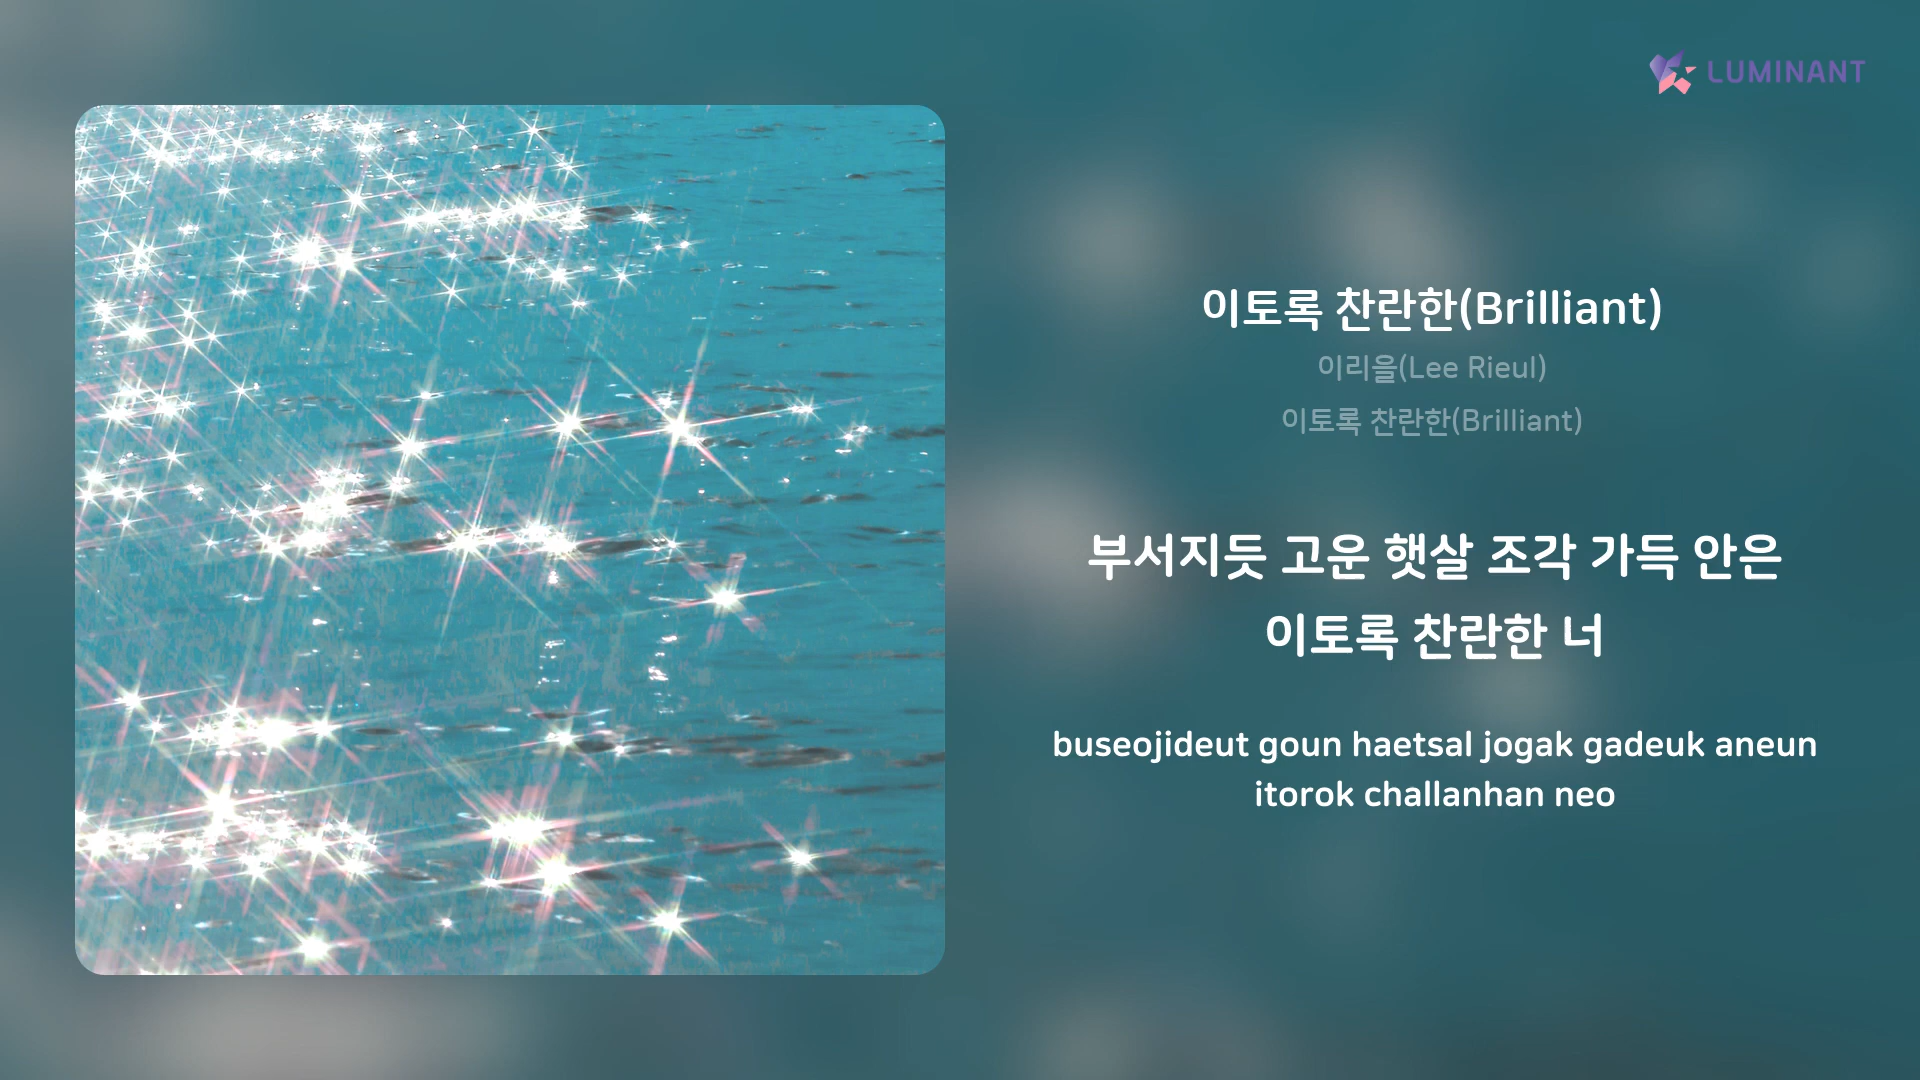 LUMINANT
이토록 찬란한(Brilliant)
이리을(Lee Rieul)
이토록 찬란한(Brilliant)
부서지듯 고운 햇살 조각 가득 안은
이토록 찬란한 너
buseojideut goun haetsal jogak gadeuk aneun
itorok challanhan neo